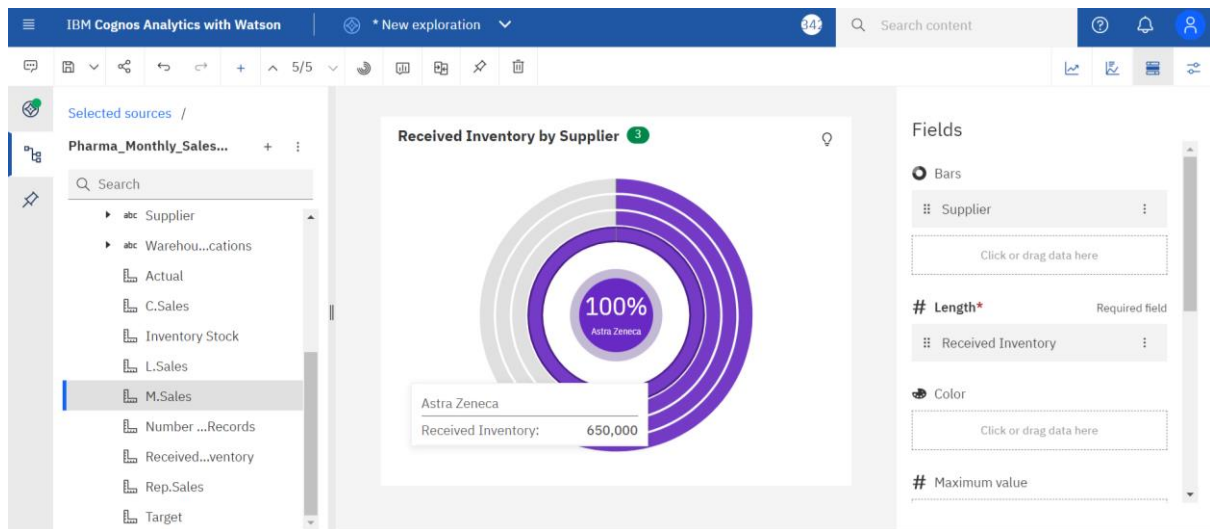 IBM Cognos Analytics with Watson
* New exploration
342
Search content
5/5
Selected sources /
Pharma_Monthly_Sales...
Search
abc Supplier
abc Warehou...cations
Actual
C.Sales
Inventory Stock
L.Sales
M.Sales
Number ...Records
Received...ventory
Rep.Sales
Target
Received Inventory by Supplier 3
100%
Astra Zeneca
Astra Zeneca
Received Inventory: 650,000
Fields
Bars
Supplier
Click or drag data here
# Length* Required field
Received Inventory
Color
Click or drag data here
# Maximum value